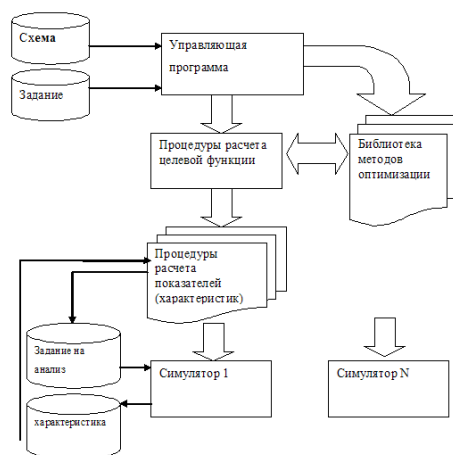 Схема
Управляющая
программа
Задание
Процедуры расчета
целевой функции
Библиотека
методов
оптимизации
Процедуры
расчета
показателей
(характеристик)
Задание на
анализ
Симулятор 1
Симулятор N
характеристика